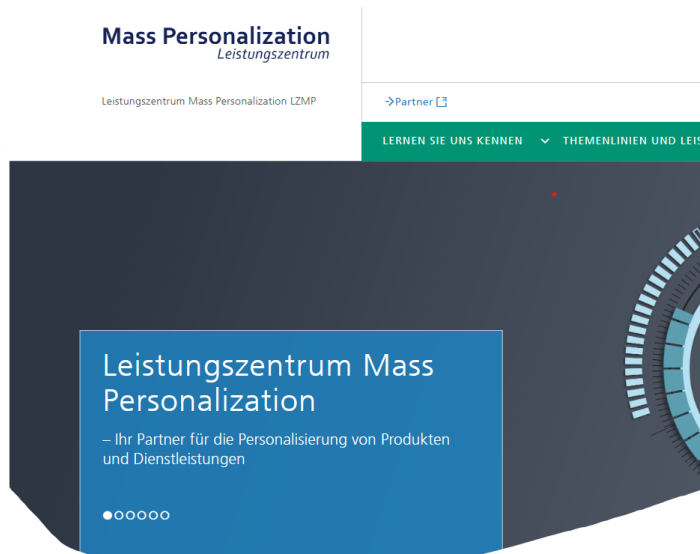 Mass Personalization
Leistungszentrum
Leistungszentrum Mass Personalization LZMP
Partner
LERNEN SIE UNS KENNEN
THEMENLINIEN UND LEIS
Leistungszentrum Mass
Personalization
– Ihr Partner für die Personalisierung von Produkten
und Dienstleistungen